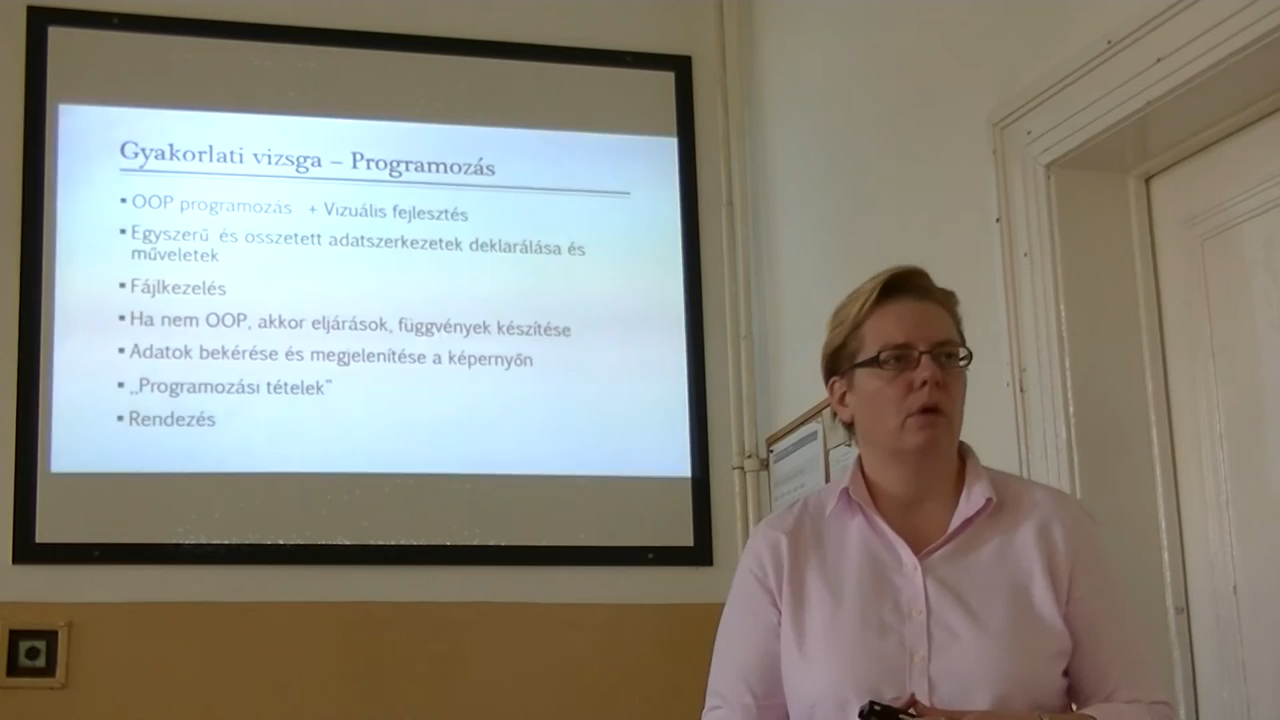 Gyakorlati vizsga – Programozás
▪ OOP programozás + Vizuális fejlesztés
▪ Egyszerű és osszetett adatszerkezetek deklarálása és
műveletek
▪ Fájlkezelés
▪ Ha nem OOP, akkor eljárások, függvények készítése
▪ Adatok bekérése és megjelenítése a képernyőn
▪ „Programozási tételek”
▪ Rendezés